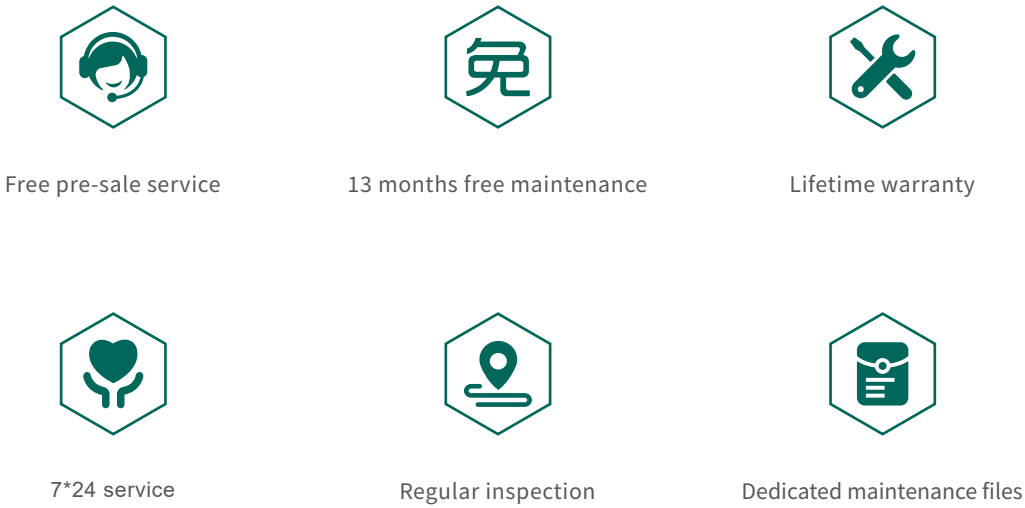 免
Free pre-sale service
13 months free maintenance
Lifetime warranty
7*24 service
Regular inspection
Dedicated maintenance files